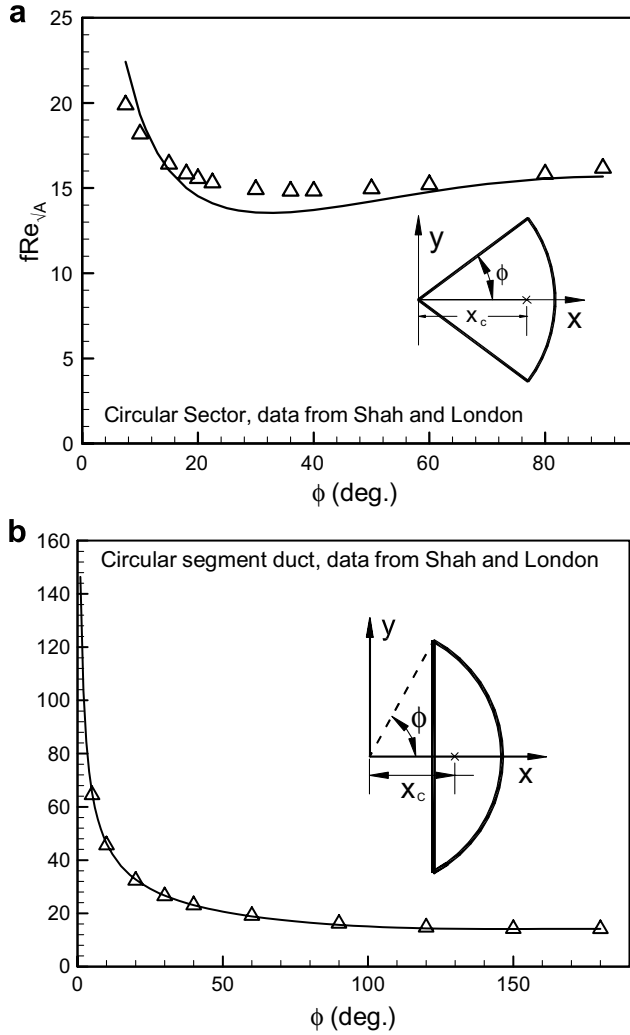 a
25
20
15
10
5
0
fRe√A
y
ϕ
x
xc
Circular Sector, data from Shah and London
0 20 40 60 80
ϕ (deg.)
b
160
140
120
100
80
60
40
20
0
Circular segment duct, data from Shah and London
y
ϕ
x
xc
0 50 100 150
ϕ (deg.)